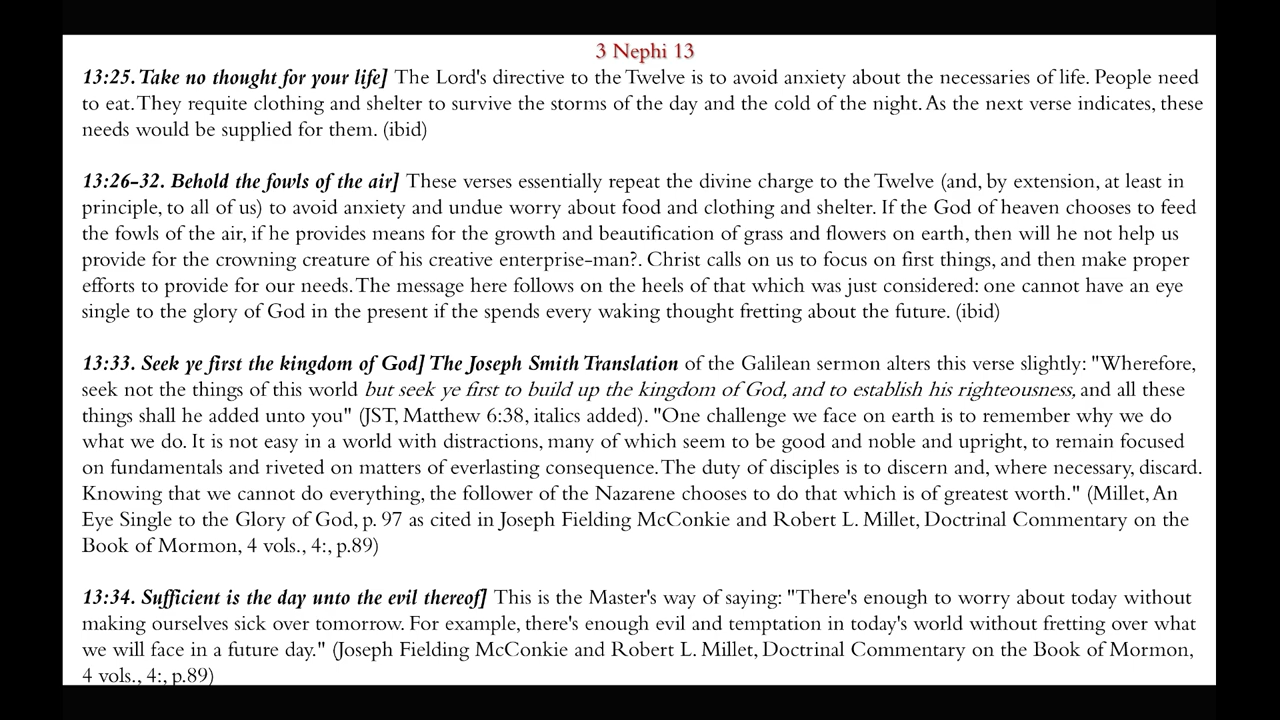 3 Nephi 13
13:25. Take no thought for your life] The Lord's directive to the Twelve is to avoid anxiety about the necessaries of life. People need
to eat. They requite clothing and shelter to survive the storms of the day and the cold of the night. As the next verse indicates, these
needs would be supplied for them. (ibid)
13:26-32. Behold the fowls of the air] These verses essentially repeat the divine charge to the Twelve (and, by extension, at least in
principle, to all of us) to avoid anxiety and undue worry about food and clothing and shelter. If the God of heaven chooses to feed
the fowls of the air, if he provides means for the growth and beautification of grass and flowers on earth, then will he not help us
provide for the crowning creature of his creative enterprise-man?. Christ calls on us to focus on first things, and then make proper
efforts to provide for our needs. The message here follows on the heels of that which was just considered: one cannot have an eye
single to the glory of God in the present if the spends every waking thought fretting about the future. (ibid)
13:33. Seek ye first the kingdom of God] The Joseph Smith Translation of the Galilean sermon alters this verse slightly: "Wherefore,
seek not the things of this world but seek ye first to build up the kingdom of God, and to establish his righteousness, and all these
things shall he added unto you" (JST, Matthew 6:38, italics added). "One challenge we face on earth is to remember why we do
what we do. It is not easy in a world with distractions, many of which seem to be good and noble and upright, to remain focused
on fundamentals and riveted on matters of everlasting consequence. The duty of disciples is to discern and, where necessary, discard.
Knowing that we cannot do everything, the follower of the Nazarene chooses to do that which is of greatest worth." (Millet, An
Eye Single to the Glory of God, p. 97 as cited in Joseph Fielding McConkie and Robert L. Millet, Doctrinal Commentary on the
Book of Mormon, 4 vols., 4:, p.89)
13:34. Sufficient is the day unto the evil thereof] This is the Master's way of saying: "There's enough to worry about today without
making ourselves sick over tomorrow. For example, there's enough evil and temptation in today's world without fretting over what
we will face in a future day." (Joseph Fielding McConkie and Robert L. Millet, Doctrinal Commentary on the Book of Mormon,
4 vols., 4:, p.89)